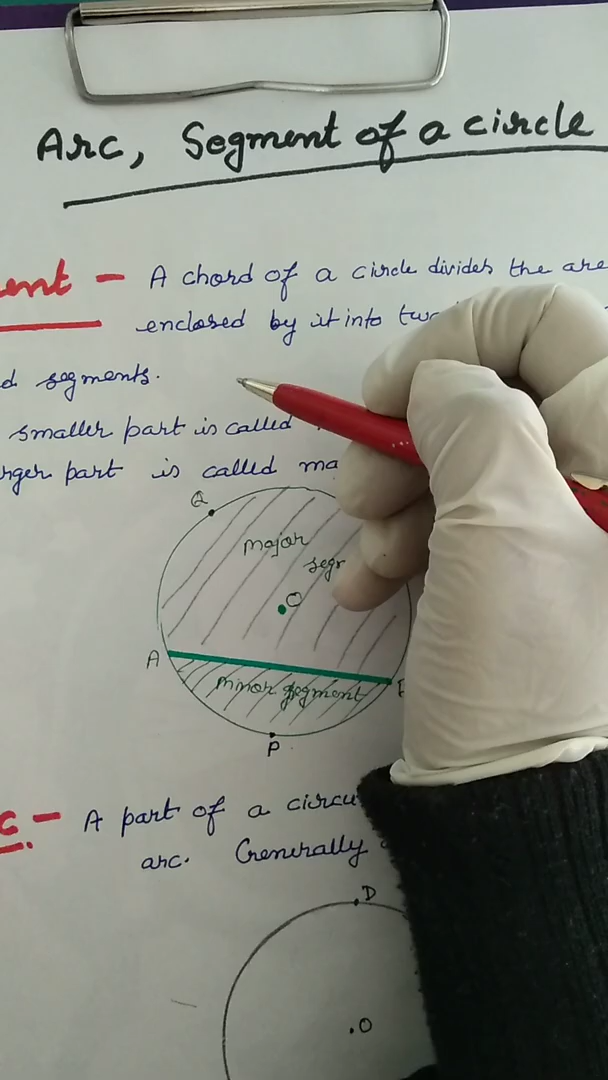 Arc, Segment of a circle
ent - A chord of a circle divides the are
enclosed by it into two
d segments.
smaller part is called
rger part is called ma
Q
major
segr
O
A
minor segment
P
c - A part of a circu
arc. Generally
D
.O